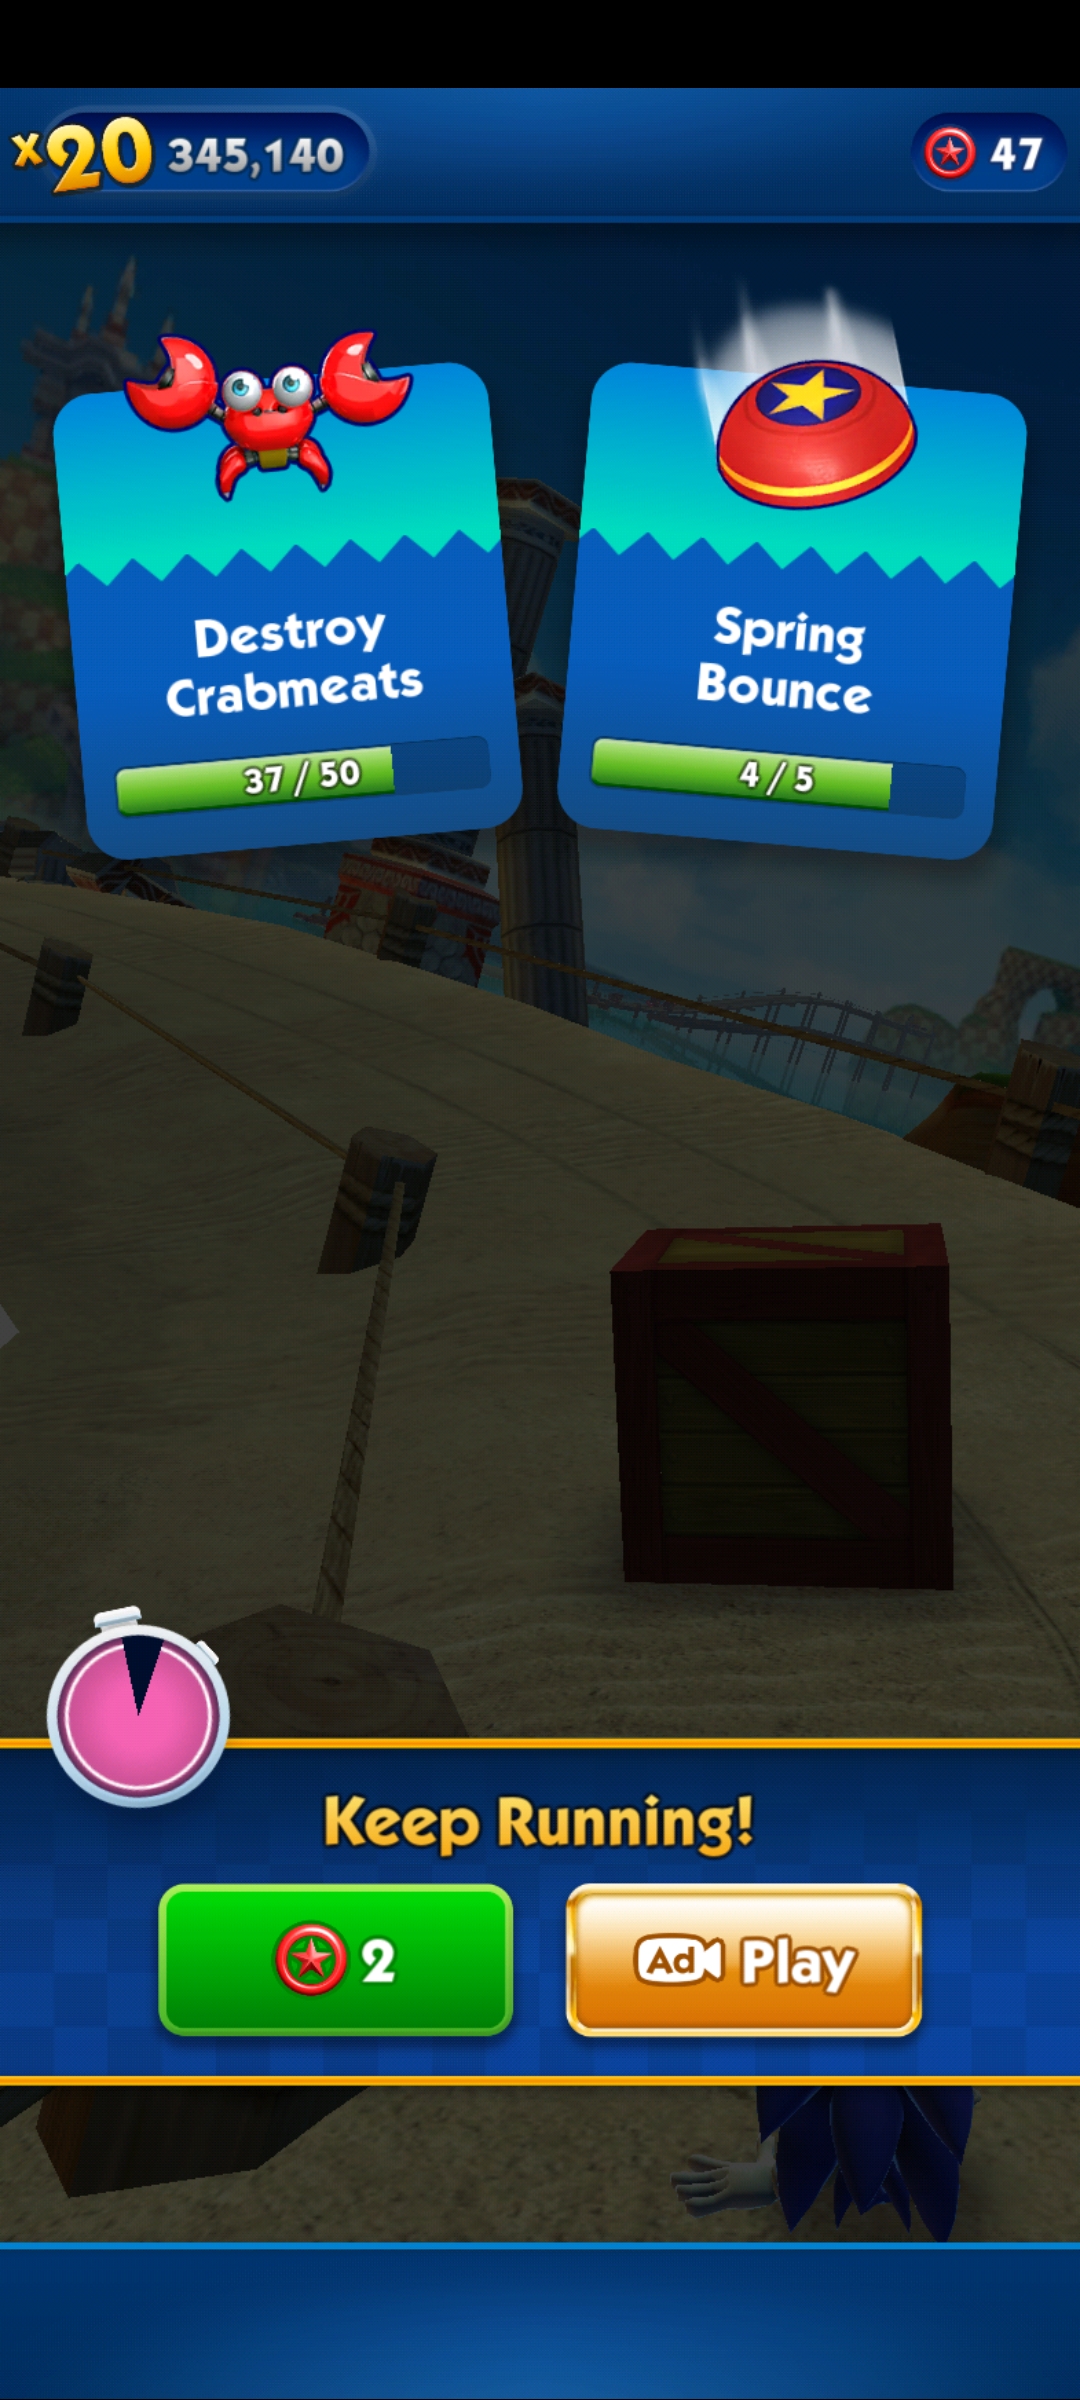 x20 345,140
47
Destroy
Crabmeats
37 / 50
Spring
Bounce
4 / 5
Keep Running!
2
Ad Play